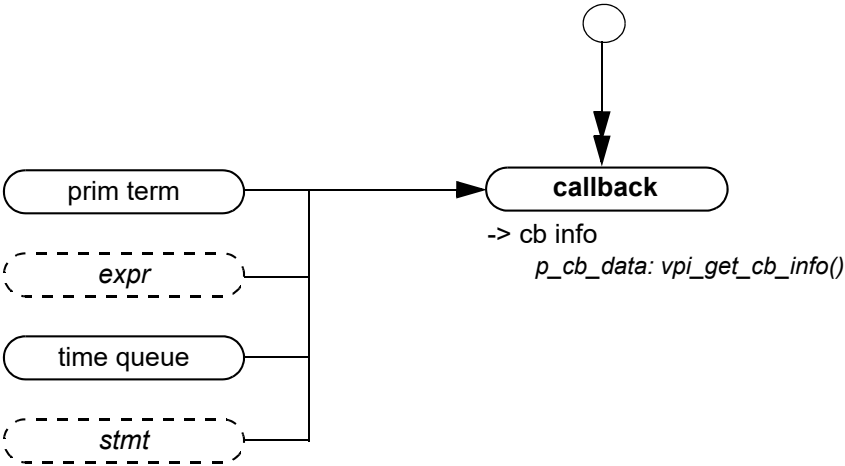 prim term
callback
-> cb info
p_cb_data: vpi_get_cb_info()
expr
time queue
stmt